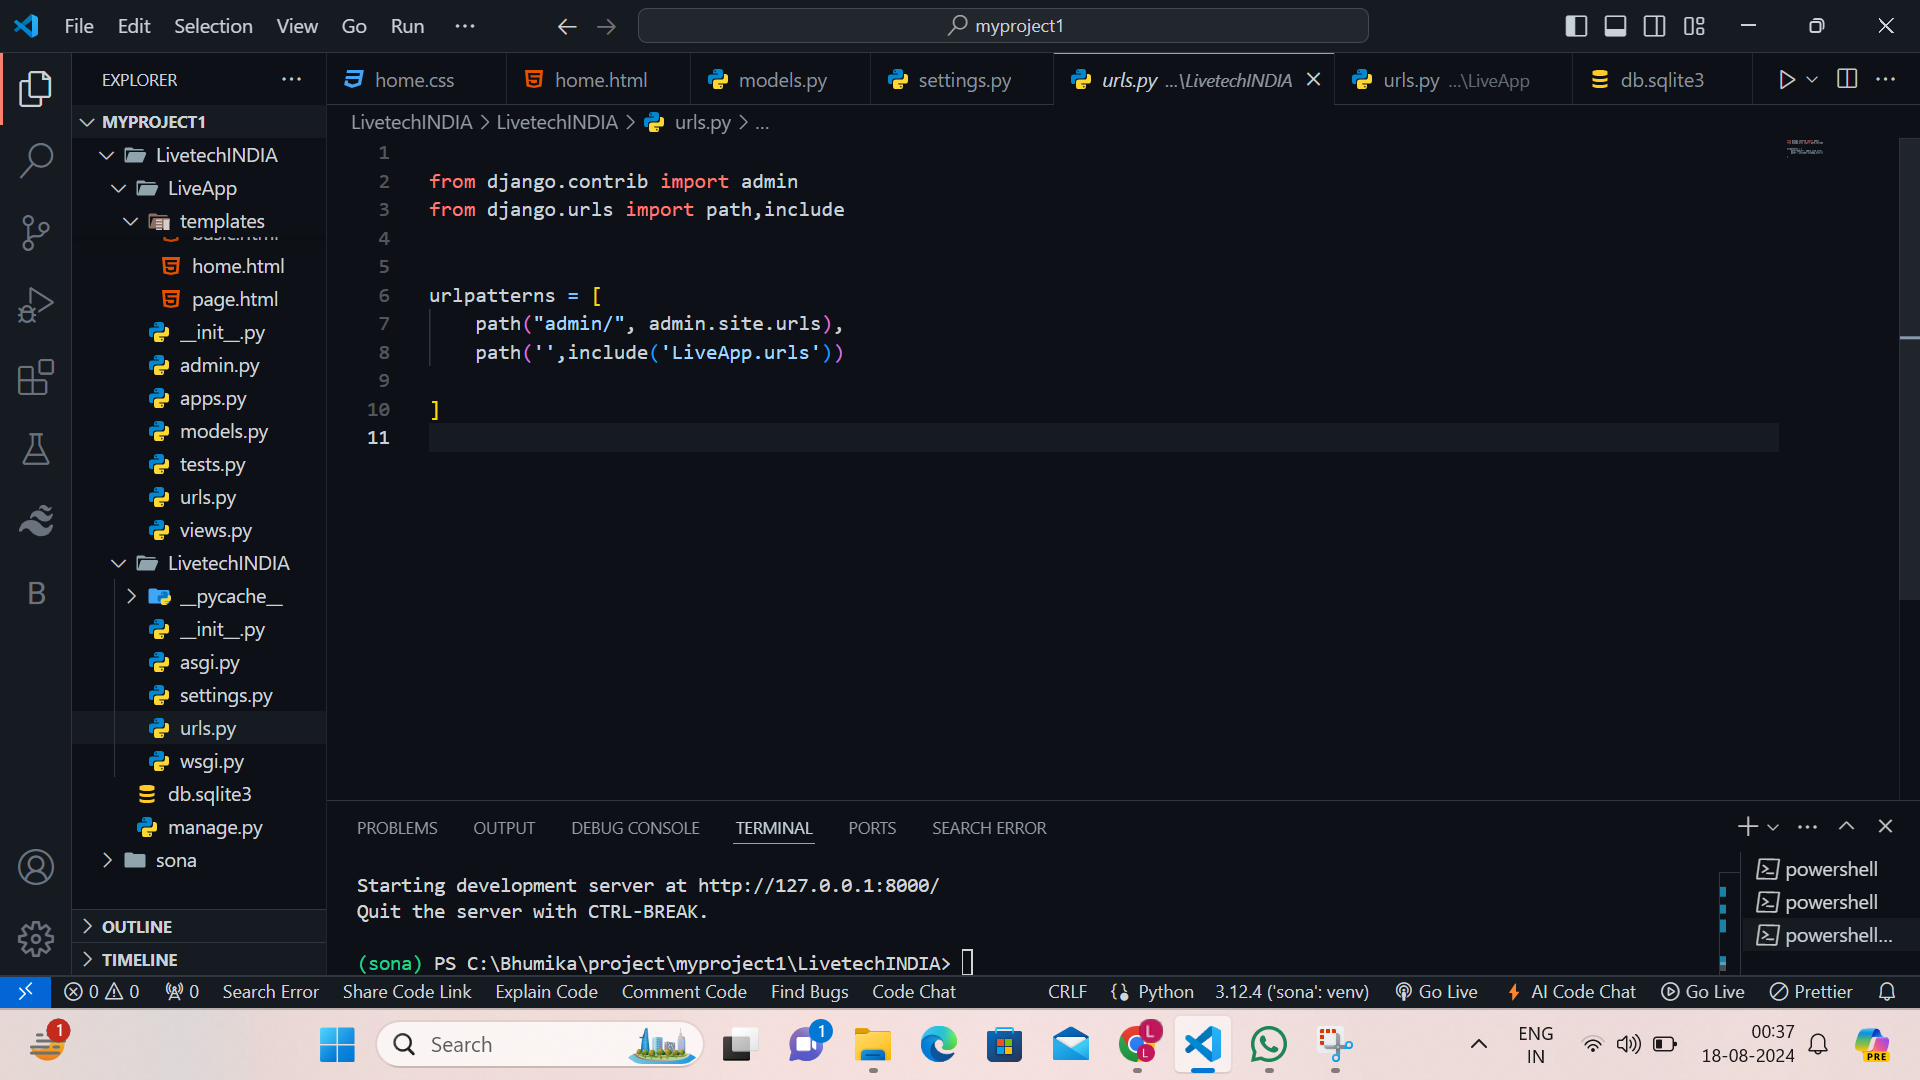 File Edit Selection View Go Run ...
myproject1
EXPLORER
MYPROJECT1
LivetechINDIA
LiveApp
templates
basic.html
home.html
page.html
__init__.py
admin.py
apps.py
models.py
tests.py
urls.py
views.py
LivetechINDIA
__pycache__
__init__.py
asgi.py
settings.py
urls.py
wsgi.py
db.sqlite3
manage.py
sona
OUTLINE
TIMELINE
B
home.css home.html models.py settings.py urls.py ...\LivetechINDIA urls.py ...\LiveApp db.sqlite3
LivetechINDIA > LivetechINDIA > urls.py > ...
1
2 from django.contrib import admin
3 from django.urls import path,include
4
5
6 urlpatterns = [
7 path("admin/", admin.site.urls),
8 path('',include('LiveApp.urls'))
9
10 ]
11
PROBLEMS OUTPUT DEBUG CONSOLE TERMINAL PORTS SEARCH ERROR
Starting development server at http://127.0.0.1:8000/
Quit the server with CTRL-BREAK.
(sona) PS C:\Bhumika\project\myproject1\LivetechINDIA>
powershell
powershell
powershell...
0 0 0 Search Error Share Code Link Explain Code Comment Code Find Bugs Code Chat CRLF {} Python 3.12.4 ('sona': venv) Go Live AI Code Chat Go Live Prettier
1
Search
1
L
L
ENG
IN
00:37
18-08-2024
PRE